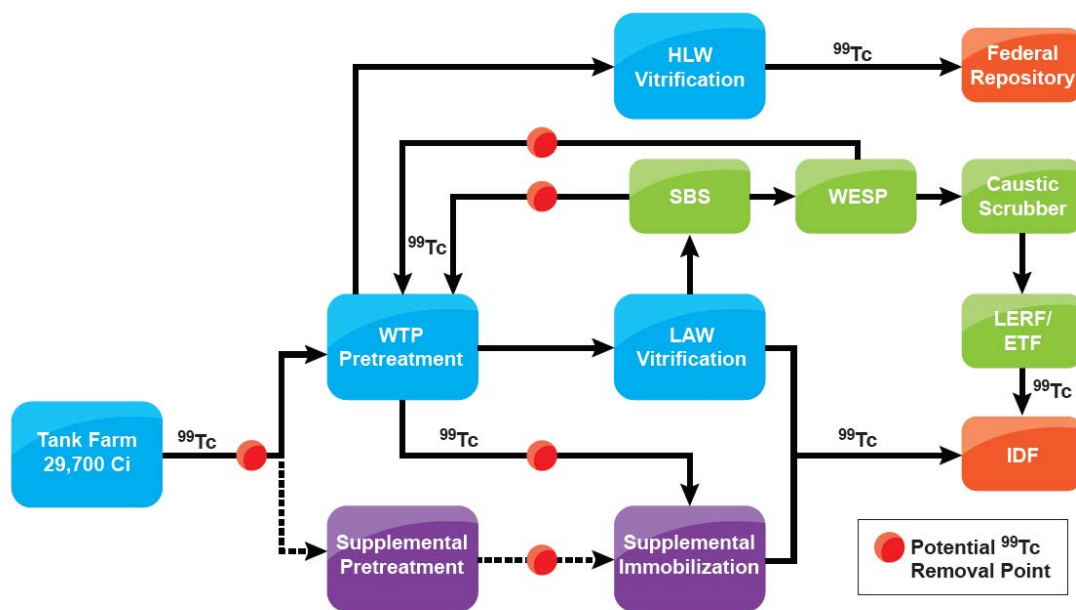 HLW
Vitrification
⁹⁹Tc
Federal
Repository
SBS
WESP
Caustic
Scrubber
⁹⁹Tc
WTP
Pretreatment
LAW
Vitrification
LERF/
ETF
⁹⁹Tc
Tank Farm
29,700 Ci
⁹⁹Tc
⁹⁹Tc
⁹⁹Tc
IDF
Supplemental
Pretreatment
Supplemental
Immobilization
Potential ⁹⁹Tc
Removal Point